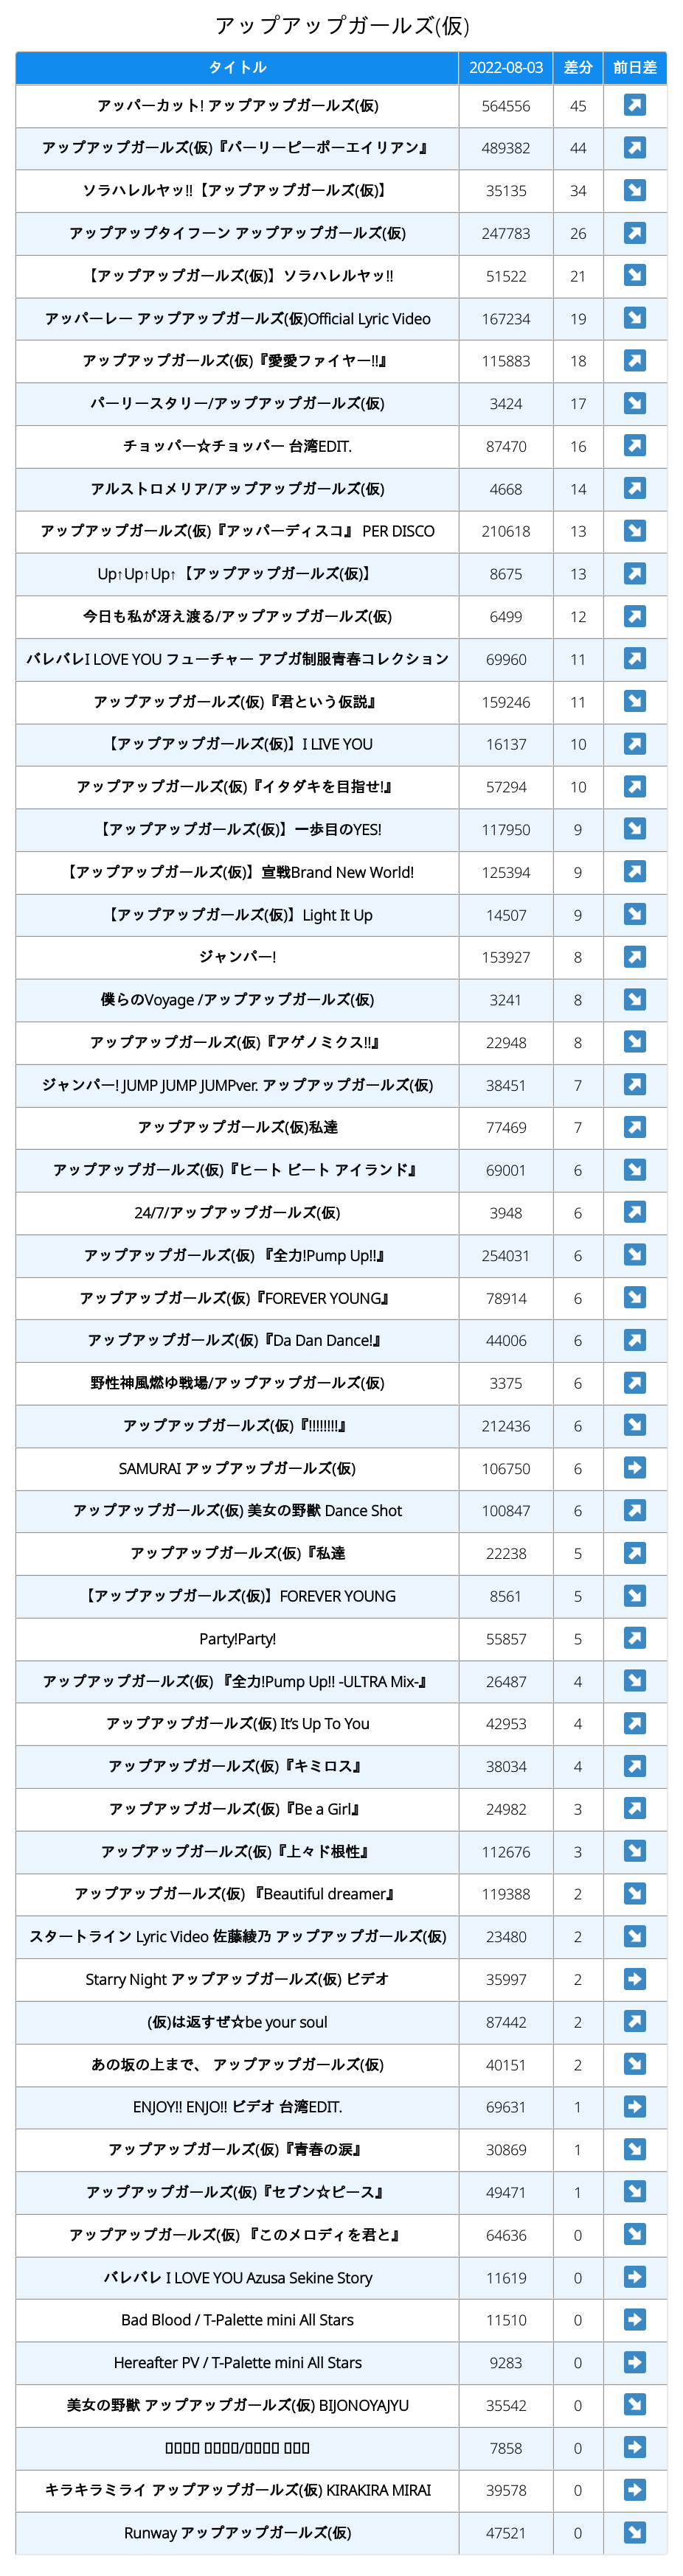 アップアップガールズ(仮)
タイトル 2022-08-03 差分 前日差
アッパーカット! アップアップガールズ(仮) 564556 45 ↗
アップアップガールズ(仮)『パーリーピーポーエイリアン』 489382 44 ↗
ソラハレルヤッ!!【アップアップガールズ(仮)】 35135 34 ↘
アップアップタイフーン アップアップガールズ(仮) 247783 26 ↗
【アップアップガールズ(仮)】ソラハレルヤッ!! 51522 21 ↘
アッパーレー アップアップガールズ(仮)Official Lyric Video 167234 19 ↘
アップアップガールズ(仮)『愛愛ファイヤー!!』 115883 18 ↗
パーリースタリー/アップアップガールズ(仮) 3424 17 ↘
チョッパー☆チョッパー 台湾EDIT. 87470 16 ↗
アルストロメリア/アップアップガールズ(仮) 4668 14 ↗
アップアップガールズ(仮)『アッパーディスコ』 PER DISCO 210618 13 ↘
Up↑Up↑Up↑【アップアップガールズ(仮)】 8675 13 ↗
今日も私が冴え渡る/アップアップガールズ(仮) 6499 12 ↗
バレバレI LOVE YOU フューチャー アプガ制服青春コレクション 69960 11 ↗
アップアップガールズ(仮)『君という仮説』 159246 11 ↘
【アップアップガールズ(仮)】I LIVE YOU 16137 10 ↗
アップアップガールズ(仮)『イタダキを目指せ!』 57294 10 ↗
【アップアップガールズ(仮)】一歩目のYES! 117950 9 ↘
【アップアップガールズ(仮)】宣戦Brand New World! 125394 9 ↗
【アップアップガールズ(仮)】Light It Up 14507 9 ↘
ジャンパー! 153927 8 ↗
僕らのVoyage /アップアップガールズ(仮) 3241 8 ↘
アップアップガールズ(仮)『アゲノミクス!!』 22948 8 ↘
ジャンパー! JUMP JUMP JUMPver. アップアップガールズ(仮) 38451 7 ↗
アップアップガールズ(仮)私達 77469 7 ↗
アップアップガールズ(仮)『ヒート ビート アイランド』 69001 6 ↘
24/7/アップアップガールズ(仮) 3948 6 ↗
アップアップガールズ(仮) 『全力!Pump Up!!』 254031 6 ↘
アップアップガールズ(仮)『FOREVER YOUNG』 78914 6 ↘
アップアップガールズ(仮)『Da Dan Dance!』 44006 6 ↗
野性神風燃ゆ戦場/アップアップガールズ(仮) 3375 6 ↗
アップアップガールズ(仮)『!!!!!!!!』 212436 6 ↘
SAMURAI アップアップガールズ(仮) 106750 6 ➡
アップアップガールズ(仮) 美女の野獣 Dance Shot 100847 6 ↗
アップアップガールズ(仮)『私達 22238 5 ↗
【アップアップガールズ(仮)】FOREVER YOUNG 8561 5 ↘
Party!Party! 55857 5 ↗
アップアップガールズ(仮) 『全力!Pump Up!! -ULTRA Mix-』 26487 4 ↘
アップアップガールズ(仮) It's Up To You 42953 4 ↗
アップアップガールズ(仮)『キミロス』 38034 4 ↗
アップアップガールズ(仮)『Be a Girl』 24982 3 ↗
アップアップガールズ(仮)『上々ド根性』 112676 3 ↘
アップアップガールズ(仮) 『Beautiful dreamer』 119388 2 ↘
スタートライン Lyric Video 佐藤綾乃 アップアップガールズ(仮) 23480 2 ↘
Starry Night アップアップガールズ(仮) ビデオ 35997 2 ➡
(仮)は返すぜ☆be your soul 87442 2 ↗
あの坂の上まで、 アップアップガールズ(仮) 40151 2 ↘
ENJOY!! ENJO!! ビデオ 台湾EDIT. 69631 1 ➡
アップアップガールズ(仮)『青春の涙』 30869 1 ↘
アップアップガールズ(仮)『セブン☆ピース』 49471 1 ↘
アップアップガールズ(仮) 『このメロディを君と』 64636 0 ↘
バレバレ I LOVE YOU Azusa Sekine Story 11619 0 ➡
Bad Blood / T-Palette mini All Stars 11510 0 ➡
Hereafter PV / T-Palette mini All Stars 9283 0 ➡
美女の野獣 アップアップガールズ(仮) BIJONOYAJYU 35542 0 ↘
▯▯▯▯ ▯▯▯▯/▯▯▯▯ ▯▯▯ 7858 0 ➡
キラキラミライ アップアップガールズ(仮) KIRAKIRA MIRAI 39578 0 ➡
Runway アップアップガールズ(仮) 47521 0 ↘